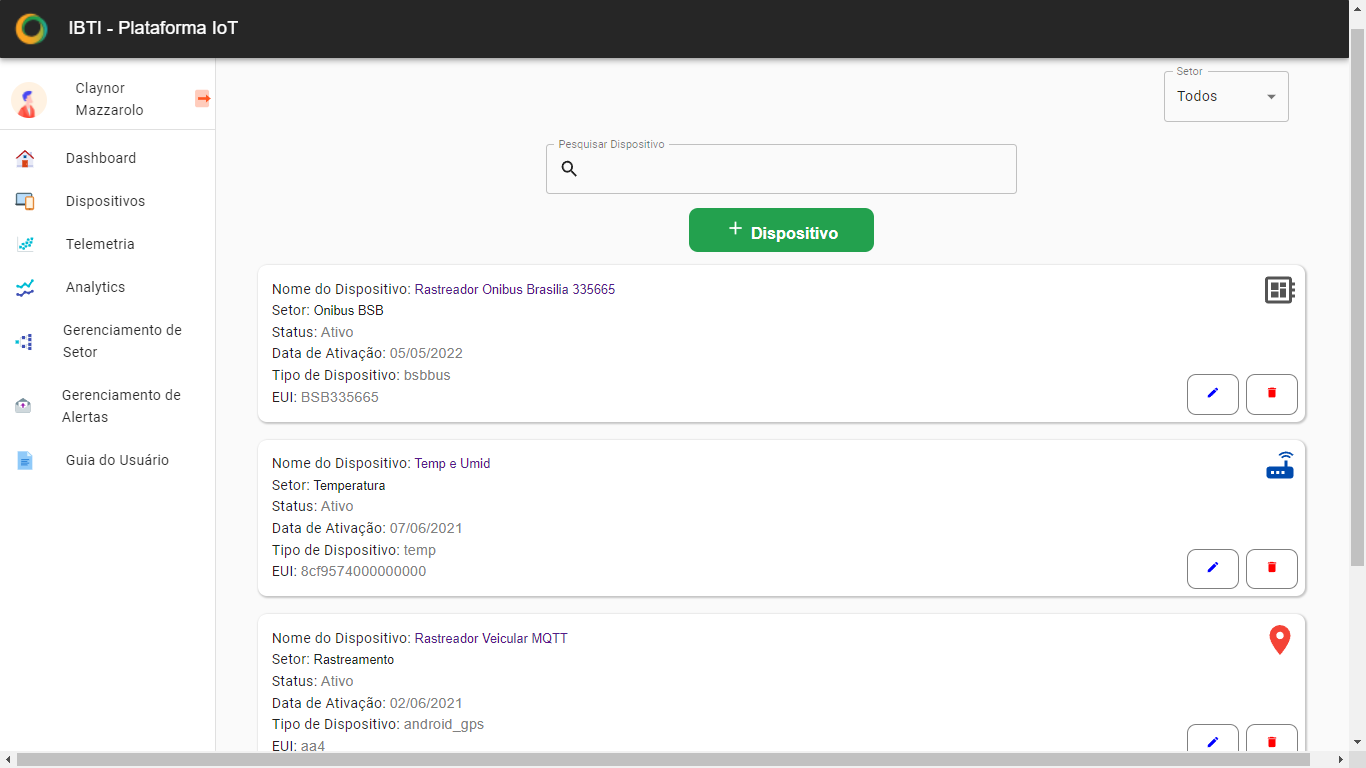 IBTI - Plataforma IoT
Claynor
Mazzarolo
Dashboard
Dispositivos
Telemetria
Analytics
Gerenciamento de
Setor
Gerenciamento de
Alertas
Guia do Usuário
Setor
Todos
Pesquisar Dispositivo
+ Dispositivo
Nome do Dispositivo: Rastreador Onibus Brasilia 335665
Setor: Onibus BSB
Status: Ativo
Data de Ativação: 05/05/2022
Tipo de Dispositivo: bsbbus
EUI: BSB335665
Nome do Dispositivo: Temp e Umid
Setor: Temperatura
Status: Ativo
Data de Ativação: 07/06/2021
Tipo de Dispositivo: temp
EUI: 8cf9574000000000
Nome do Dispositivo: Rastreador Veicular MQTT
Setor: Rastreamento
Status: Ativo
Data de Ativação: 02/06/2021
Tipo de Dispositivo: android_gps
EUI: aa4